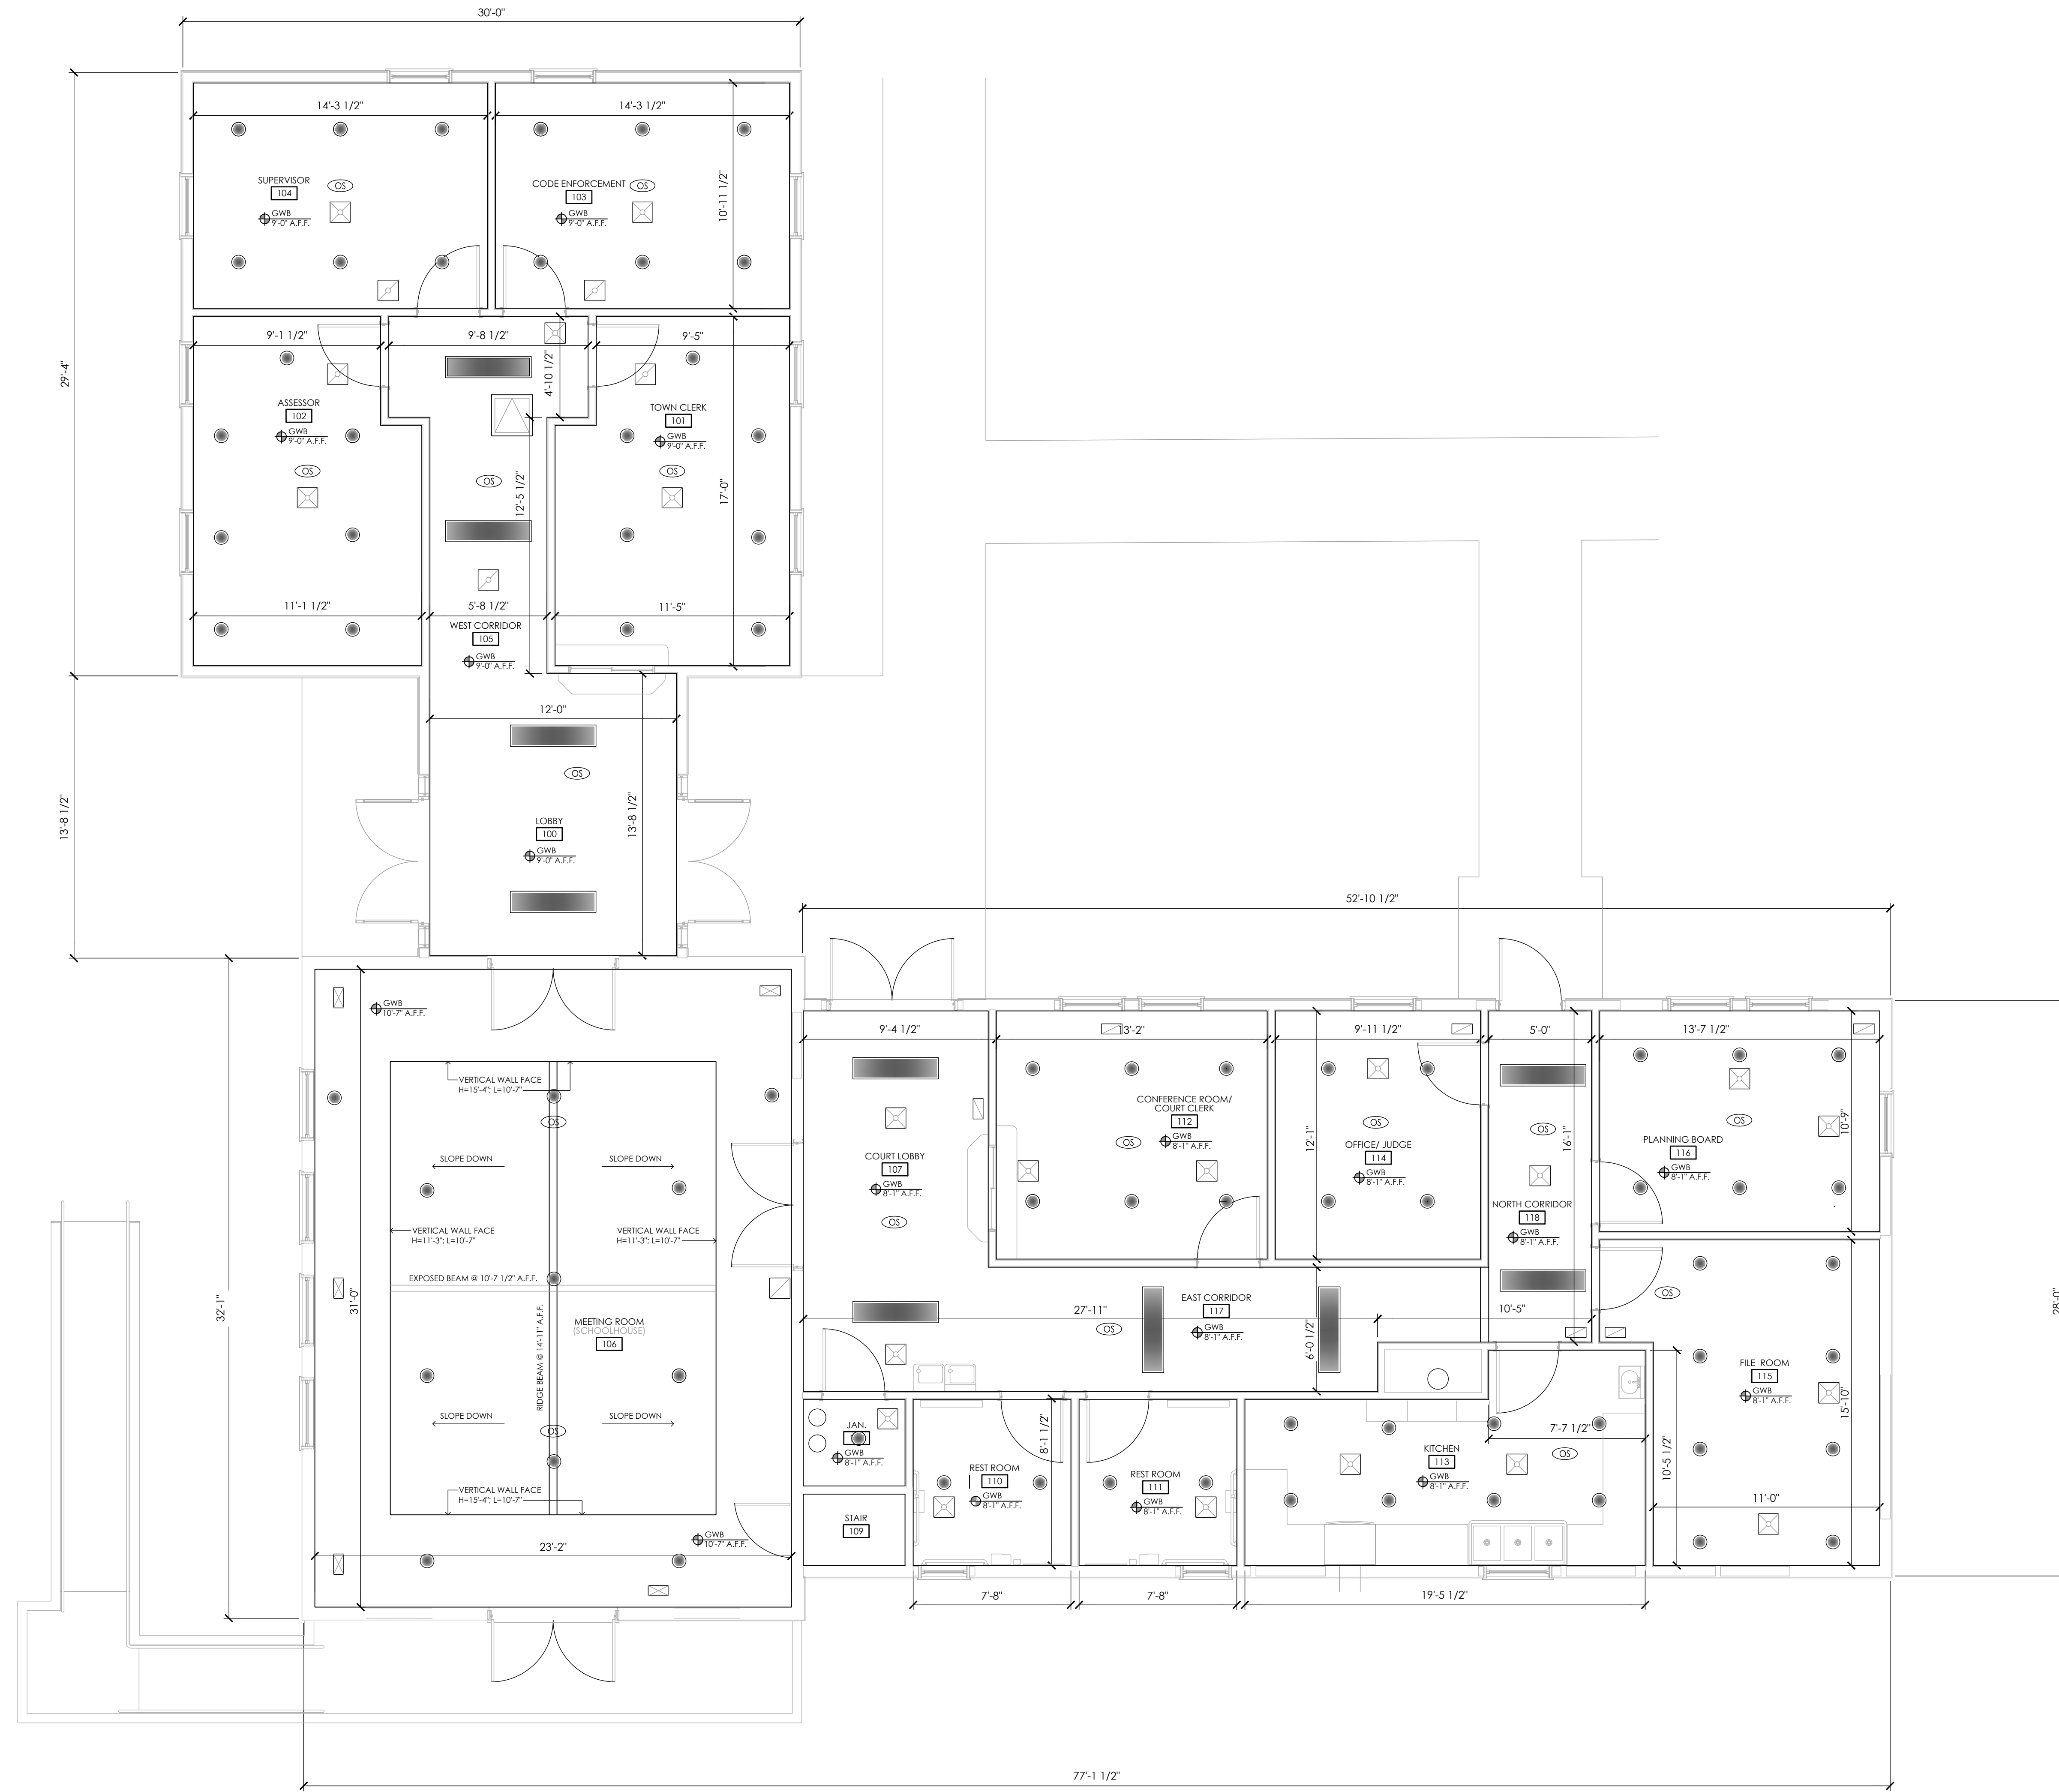 30'-0"
14'-3 1/2"
14'-3 1/2"
10'-11 1/2"
SUPERVISOR
104
OS
GWB
9'-0" A.F.F.
CODE ENFORCEMENT
OS
103
GWB
9'-0" A.F.F.
29'-4"
9'-1 1/2"
9'-8 1/2"
9'-5"
4'-10 1/2"
ASSESSOR
102
GWB
9'-0" A.F.F.
OS
TOWN CLERK
101
GWB
9'-0" A.F.F.
OS
OS
12'-5 1/2"
17'-0"
11'-1 1/2"
5'-8 1/2"
11'-5"
WEST CORRIDOR
105
GWB
9'-0" A.F.F.
12'-0"
OS
13'-8 1/2"
13'-8 1/2"
LOBBY
100
GWB
9'-0" A.F.F.
52'-10 1/2"
GWB
10'-7" A.F.F.
9'-4 1/2"
3'-2"
9'-11 1/2"
5'-0"
13'-7 1/2"
VERTICAL WALL FACE
H=15'-4"; L=10'-7"
OS
SLOPE DOWN
SLOPE DOWN
VERTICAL WALL FACE
H=11'-3"; L=10'-7"
VERTICAL WALL FACE
H=11'-3"; L=10'-7"
EXPOSED BEAM @ 10'-7 1/2" A.F.F.
RIDGE BEAM @ 14'-11" A.F.F.
MEETING ROOM
(SCHOOLHOUSE)
106
32'-1"
31'-0"
SLOPE DOWN
SLOPE DOWN
OS
VERTICAL WALL FACE
H=15'-4"; L=10'-7"
GWB
10'-7" A.F.F.
23'-2"
COURT LOBBY
107
GWB
8'-1" A.F.F.
OS
CONFERENCE ROOM/
COURT CLERK
112
GWB
8'-1" A.F.F.
OS
12'-1"
OS
OFFICE/ JUDGE
114
GWB
8'-1" A.F.F.
OS
16'-1"
NORTH CORRIDOR
118
GWB
8'-1" A.F.F.
OS
PLANNING BOARD
116
GWB
8'-1" A.F.F.
10'-9"
OS
27'-11"
OS
EAST CORRIDOR
117
GWB
8'-1" A.F.F.
6'-0 1/2"
10'-5"
28'-0"
FILE ROOM
115
GWB
8'-1" A.F.F.
15'-10"
11'-0"
JAN.
GWB
8'-1" A.F.F.
STAIR
109
REST ROOM
110
GWB
8'-1" A.F.F.
8'-1 1/2"
REST ROOM
111
GWB
8'-1" A.F.F.
KITCHEN
113
GWB
8'-1" A.F.F.
7'-7 1/2"
OS
10'-5 1/2"
7'-8"
7'-8"
19'-5 1/2"
77'-1 1/2"